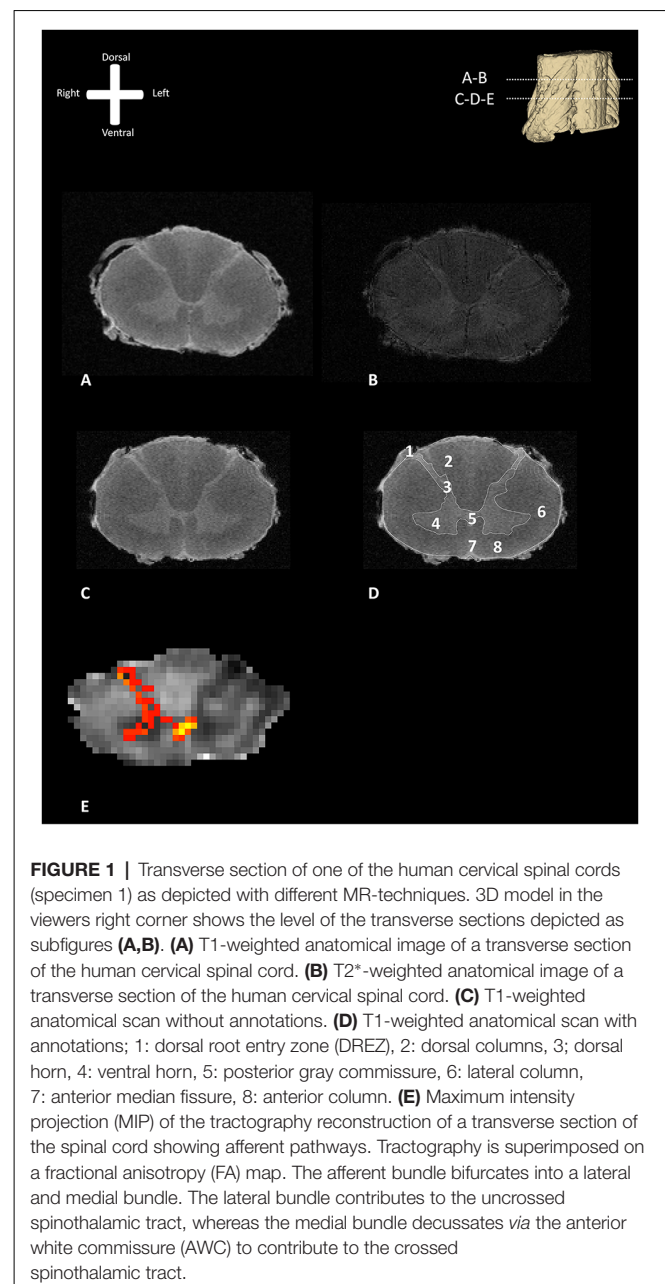 Dorsal
Right
Left
Ventral
A-B
C-D-E
A
B
1
2
3
4
5
6
7
8
C
D
E
FIGURE 1 | Transverse section of one of the human cervical spinal cords
(specimen 1) as depicted with different MR-techniques. 3D model in the
viewers right corner shows the level of the transverse sections depicted as
subfigures (A,B). (A) T1-weighted anatomical image of a transverse section
of the human cervical spinal cord. (B) T2*-weighted anatomical image of a
transverse section of the human cervical spinal cord. (C) T1-weighted
anatomical scan without annotations. (D) T1-weighted anatomical scan with
annotations; 1: dorsal root entry zone (DREZ), 2: dorsal columns, 3; dorsal
horn, 4: ventral horn, 5: posterior gray commissure, 6: lateral column,
7: anterior median fissure, 8: anterior column. (E) Maximum intensity
projection (MIP) of the tractography reconstruction of a transverse section of
the spinal cord showing afferent pathways. Tractography is superimposed on
a fractional anisotropy (FA) map. The afferent bundle bifurcates into a lateral
and medial bundle. The lateral bundle contributes to the uncrossed
spinothalamic tract, whereas the medial bundle decussates via the anterior
white commissure (AWC) to contribute to the crossed
spinothalamic tract.